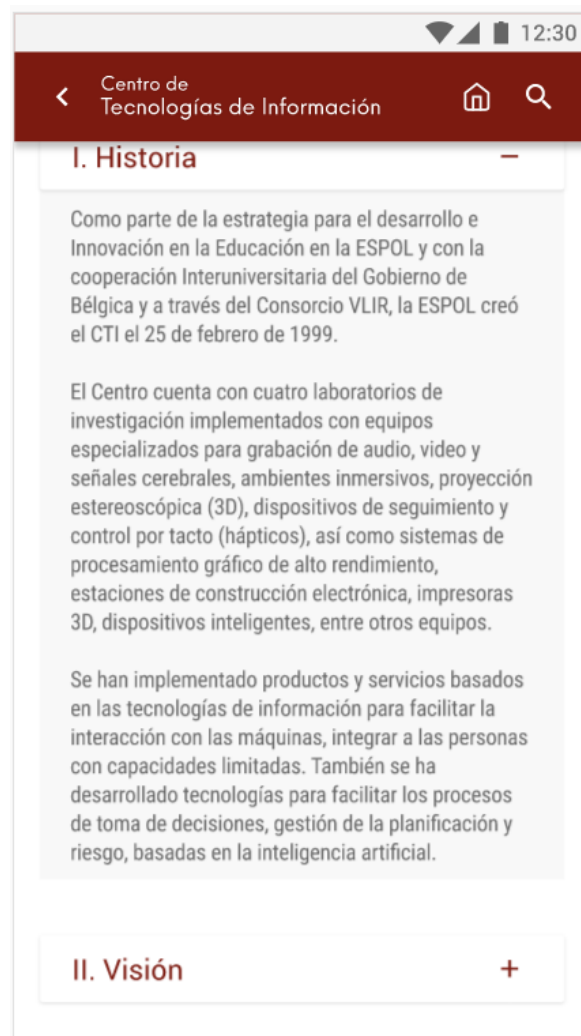 12:30
Centro de
Tecnologías de Información
I. Historia
Como parte de la estrategia para el desarrollo e
Innovación en la Educación en la ESPOL y con la
cooperación Interuniversitaria del Gobierno de
Bélgica y a través del Consorcio VLIR, la ESPOL creó
el CTI el 25 de febrero de 1999.
El Centro cuenta con cuatro laboratorios de
investigación implementados con equipos
especializados para grabación de audio, video y
señales cerebrales, ambientes inmersivos, proyección
estereoscópica (3D), dispositivos de seguimiento y
control por tacto (hápticos), así como sistemas de
procesamiento gráfico de alto rendimiento,
estaciones de construcción electrónica, impresoras
3D, dispositivos inteligentes, entre otros equipos.
Se han implementado productos y servicios basados
en las tecnologías de información para facilitar la
interacción con las máquinas, integrar a las personas
con capacidades limitadas. También se ha
desarrollado tecnologías para facilitar los procesos
de toma de decisiones, gestión de la planificación y
riesgo, basadas en la inteligencia artificial.
II. Visión